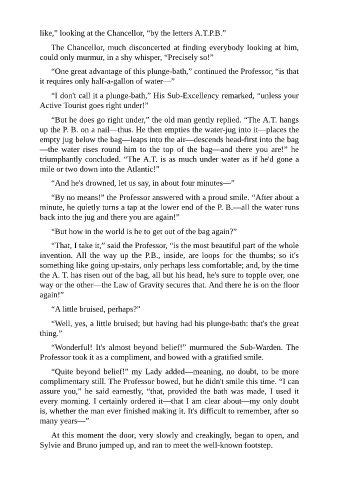 like,” looking at the Chancellor, “by the letters A.T.P.B.”
The Chancellor, much disconcerted at finding everybody looking at him,
could only murmur, in a shy whisper, “Precisely so!”
“One great advantage of this plunge-bath,” continued the Professor, “is that
it requires only half-a-gallon of water—”
“I don't call it a plunge-bath,” His Sub-Excellency remarked, “unless your
Active Tourist goes right under!”
“But he does go right under,” the old man gently replied. “The A.T. hangs
up the P. B. on a nail—thus. He then empties the water-jug into it—places the
empty jug below the bag—leaps into the air—descends head-first into the bag
—the water rises round him to the top of the bag—and there you are!” he
triumphantly concluded. “The A.T. is as much under water as if he'd gone a
mile or two down into the Atlantic!”
“And he's drowned, let us say, in about four minutes—”
“By no means!” the Professor answered with a proud smile. “After about a
minute, he quietly turns a tap at the lower end of the P. B.—all the water runs
back into the jug and there you are again!”
“But how in the world is he to get out of the bag again?”
“That, I take it,” said the Professor, “is the most beautiful part of the whole
invention. All the way up the P.B., inside, are loops for the thumbs; so it's
something like going up-stairs, only perhaps less comfortable; and, by the time
the A. T. has risen out of the bag, all but his head, he's sure to topple over, one
way or the other—the Law of Gravity secures that. And there he is on the floor
again!”
“A little bruised, perhaps?”
“Well, yes, a little bruised; but having had his plunge-bath: that's the great
thing.”
“Wonderful! It's almost beyond belief!” murmured the Sub-Warden. The
Professor took it as a compliment, and bowed with a gratified smile.
“Quite beyond belief!” my Lady added—meaning, no doubt, to be more
complimentary still. The Professor bowed, but he didn't smile this time. “I can
assure you,” he said earnestly, “that, provided the bath was made, I used it
every morning. I certainly ordered it—that I am clear about—my only doubt
is, whether the man ever finished making it. It's difficult to remember, after so
many years—”
At this moment the door, very slowly and creakingly, began to open, and
Sylvie and Bruno jumped up, and ran to meet the well-known footstep.